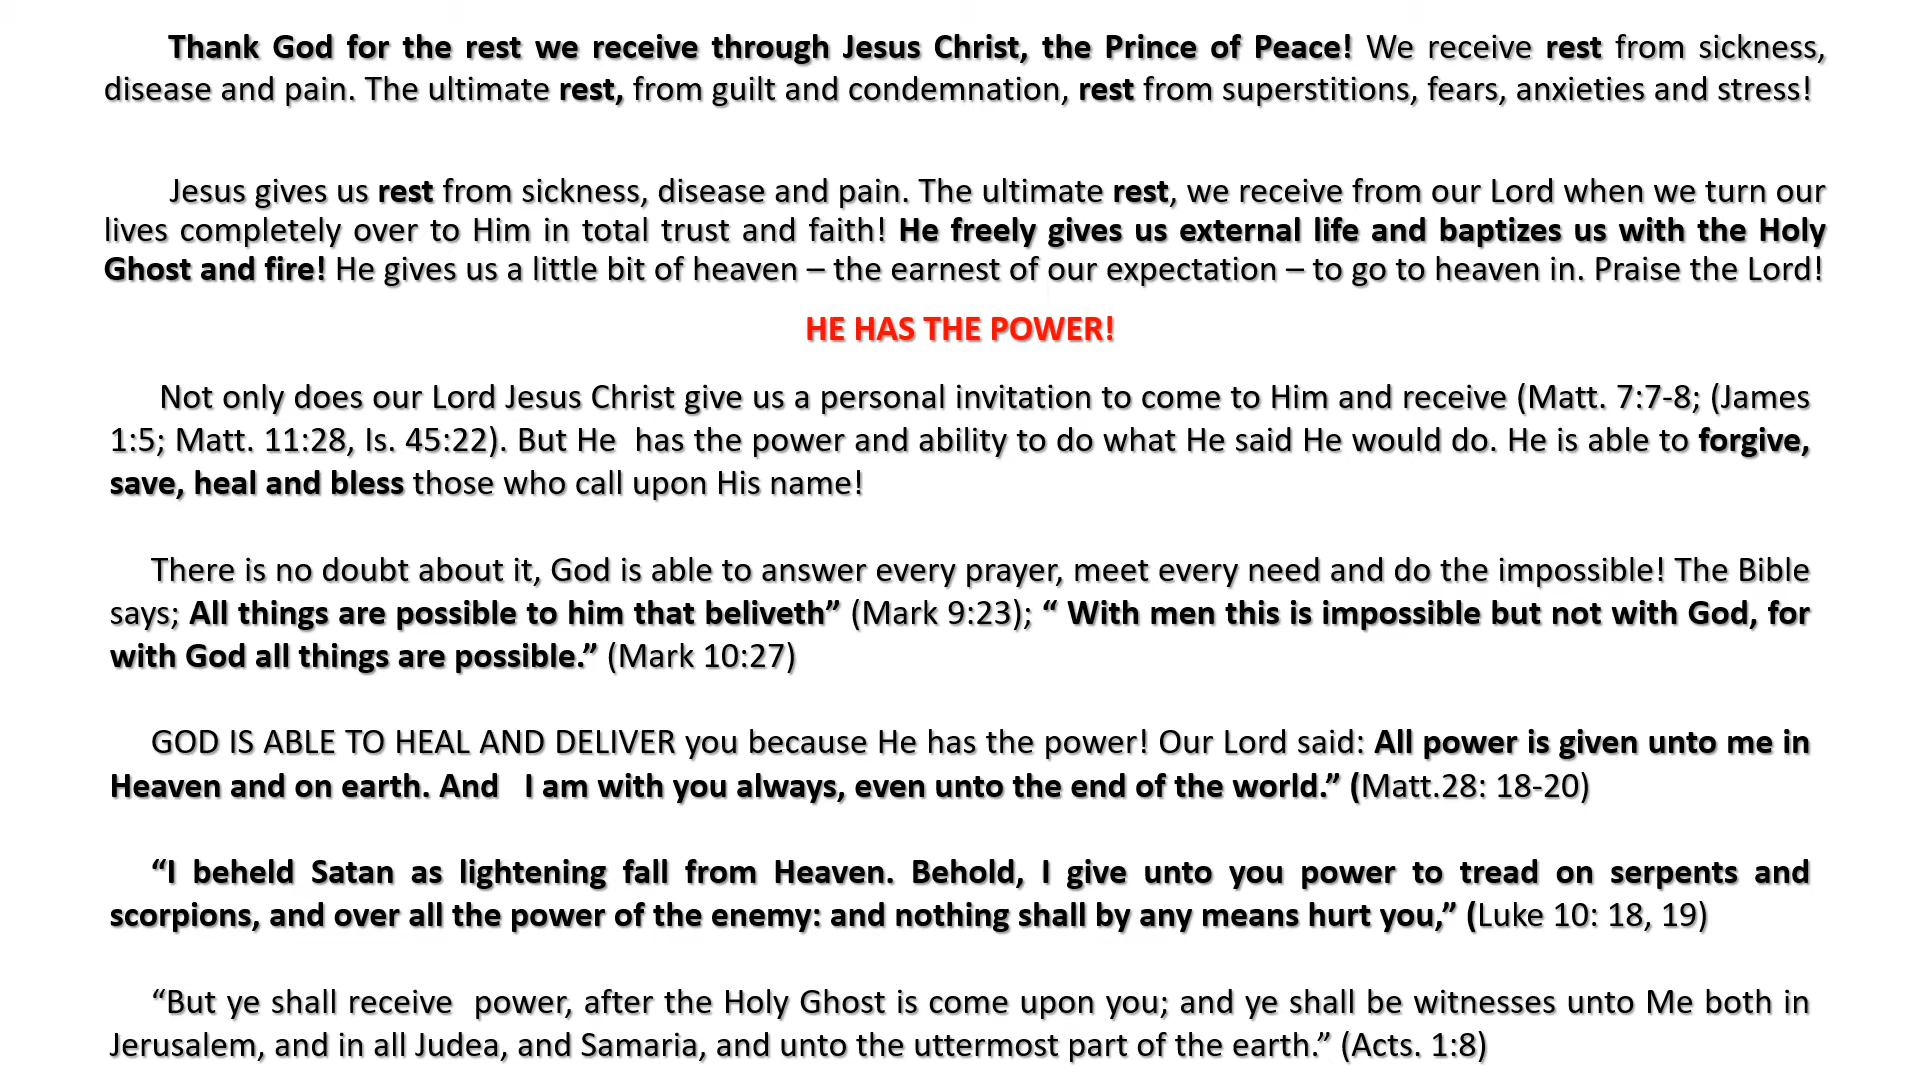 Thank God for the rest we receive through Jesus Christ, the Prince of Peace! We receive rest from sickness,
disease and pain. The ultimate rest, from guilt and condemnation, rest from superstitions, fears, anxieties and stress!
Jesus gives us rest from sickness, disease and pain. The ultimate rest, we receive from our Lord when we turn our
lives completely over to Him in total trust and faith! He freely gives us external life and baptizes us with the Holy
Ghost and fire! He gives us a little bit of heaven – the earnest of our expectation – to go to heaven in. Praise the Lord!
HE HAS THE POWER!
Not only does our Lord Jesus Christ give us a personal invitation to come to Him and receive (Matt. 7:7-8; (James
1:5; Matt. 11:28, Is. 45:22). But He  has the power and ability to do what He said He would do. He is able to forgive,
save, heal and bless those who call upon His name!
There is no doubt about it, God is able to answer every prayer, meet every need and do the impossible! The Bible
says; All things are possible to him that beliveth” (Mark 9:23); “ With men this is impossible but not with God, for
with God all things are possible.” (Mark 10:27)
GOD IS ABLE TO HEAL AND DELIVER you because He has the power! Our Lord said: All power is given unto me in
Heaven and on earth. And   I am with you always, even unto the end of the world.” (Matt.28: 18-20)
“I beheld Satan as lightening fall from Heaven. Behold, I give unto you power to tread on serpents and
scorpions, and over all the power of the enemy: and nothing shall by any means hurt you,” (Luke 10: 18, 19)
“But ye shall receive  power, after the Holy Ghost is come upon you; and ye shall be witnesses unto Me both in
Jerusalem, and in all Judea, and Samaria, and unto the uttermost part of the earth.” (Acts. 1:8)